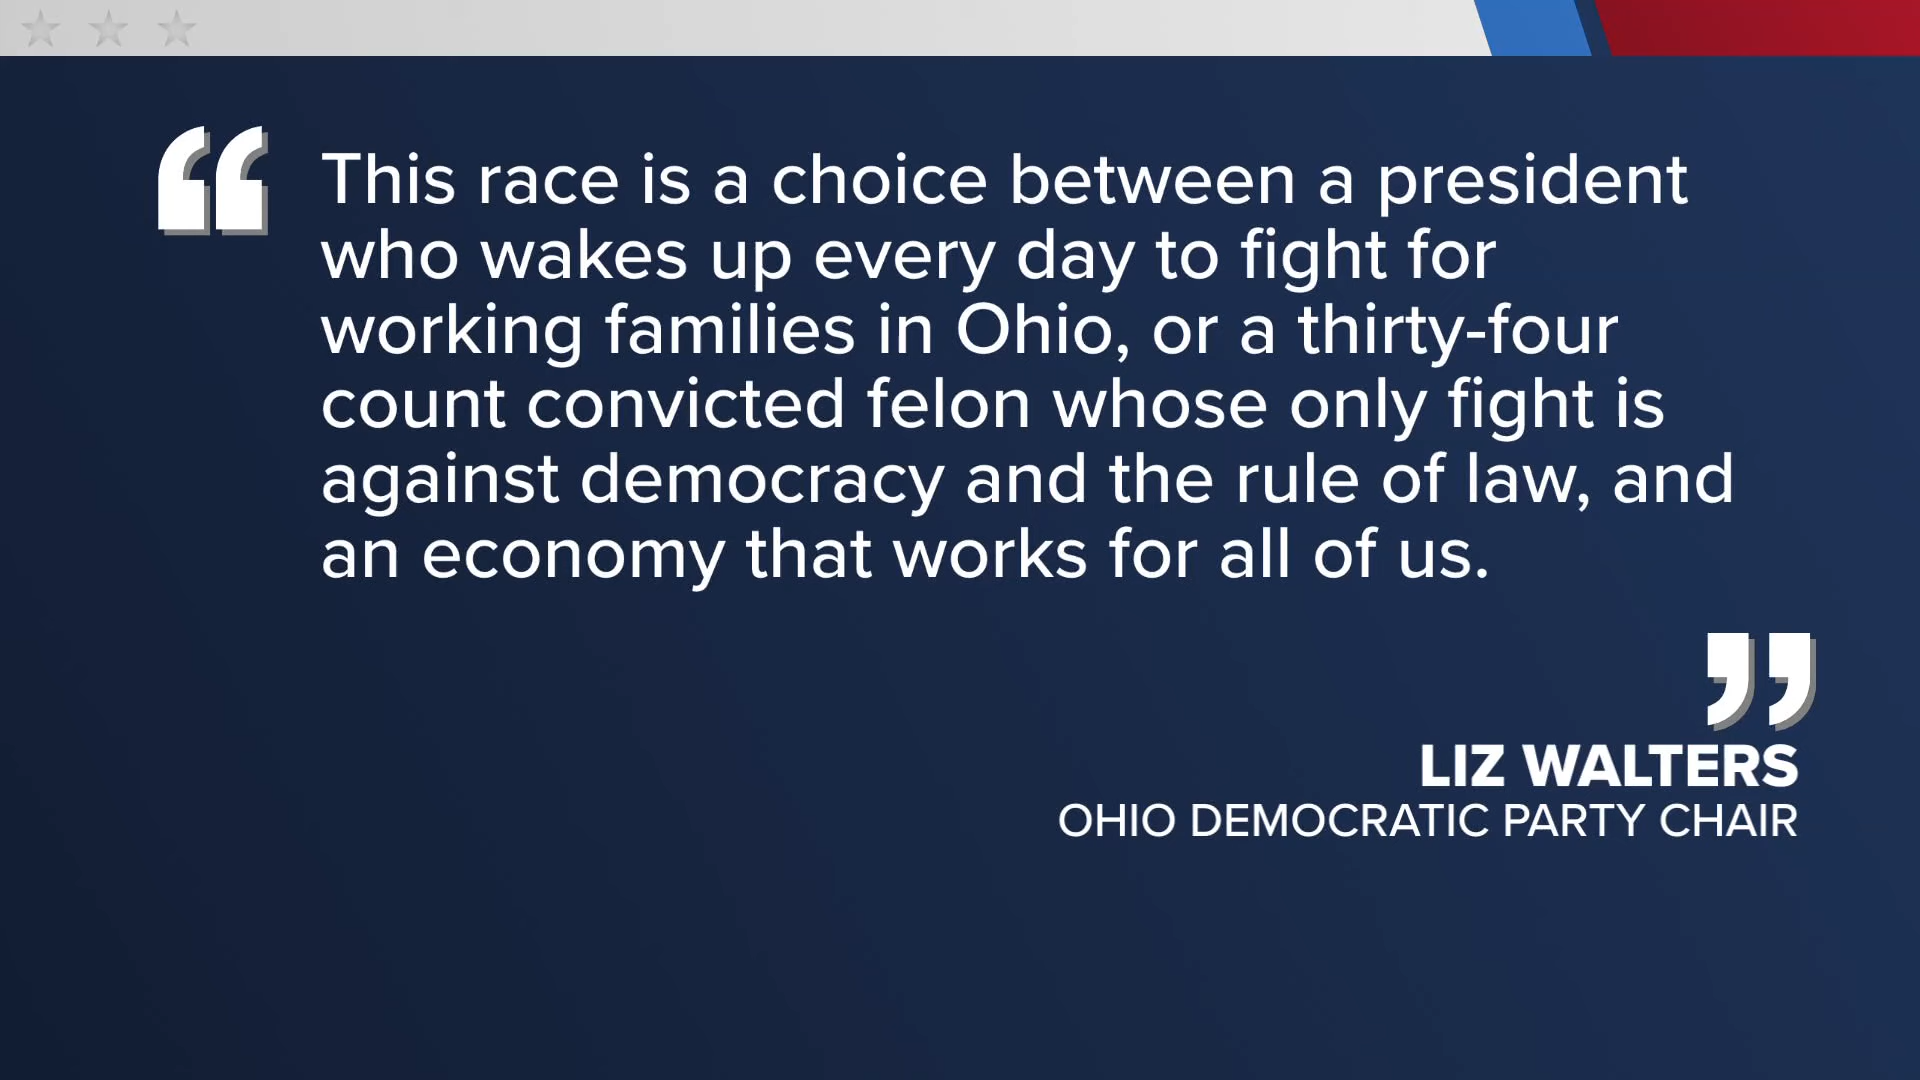 “ This race is a choice between a president
who wakes up every day to fight for
working families in Ohio, or a thirty-four
count convicted felon whose only fight is
against democracy and the rule of law, and
an economy that works for all of us.
”
LIZ WALTERS
OHIO DEMOCRATIC PARTY CHAIR